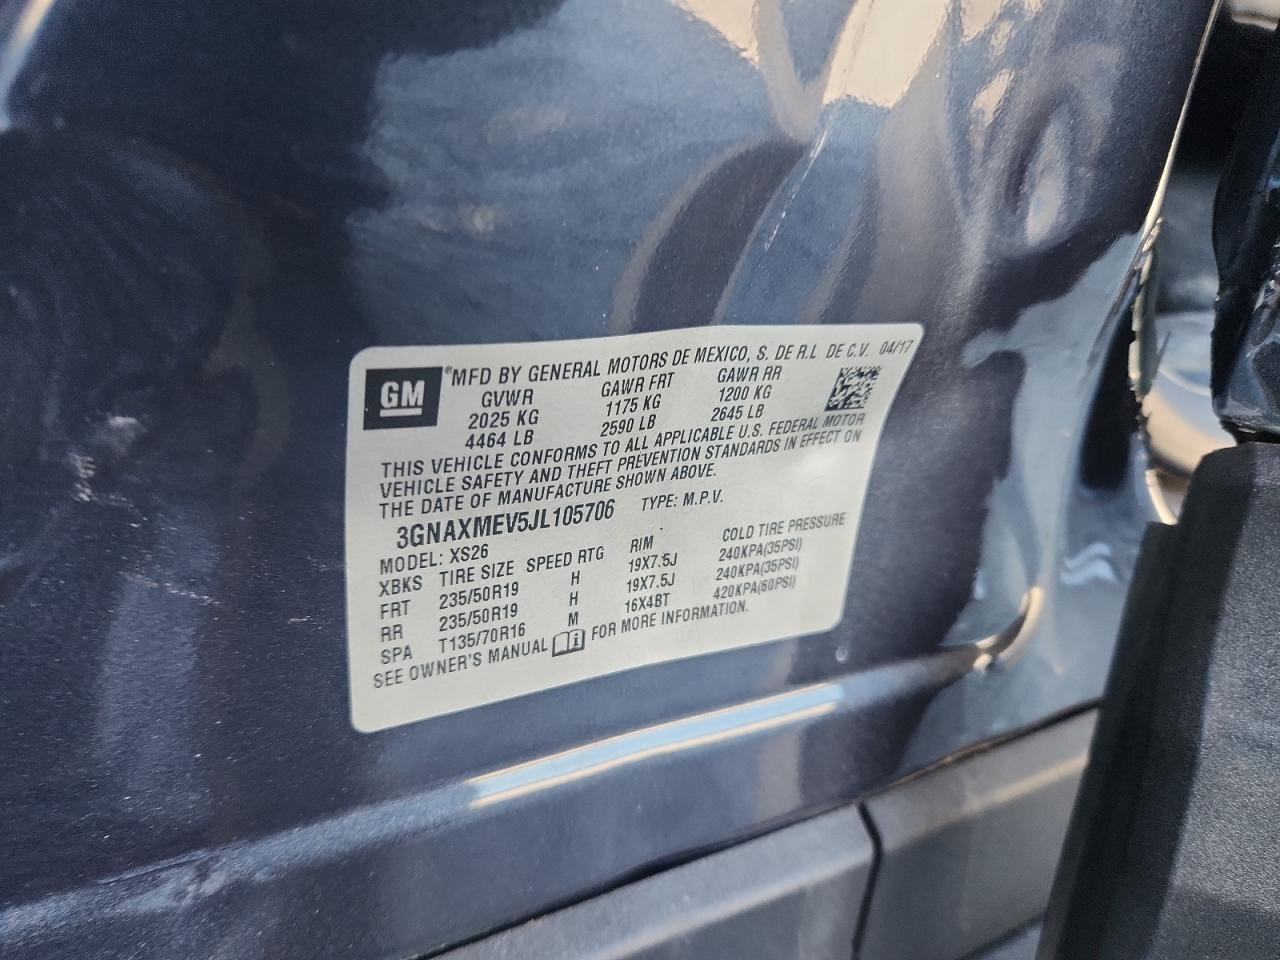 GM
®MFD BY GENERAL MOTORS DE MEXICO, S. DE R.L. DE C.V. 04/17
GVWR GAWR FRT GAWR RR
2025 KG 1175 KG 1200 KG
4464 LB 2590 LB 2645 LB
THIS VEHICLE CONFORMS TO ALL APPLICABLE U.S. FEDERAL MOTOR
VEHICLE SAFETY AND THEFT PREVENTION STANDARDS IN EFFECT ON
THE DATE OF MANUFACTURE SHOWN ABOVE.
3GNAXMEV5JL105706 TYPE: M.P.V.
MODEL: XS26
XBKS TIRE SIZE SPEED RTG RIM COLD TIRE PRESSURE
FRT 235/50R19 H 19X7.5J 240KPA(35PSI)
RR 235/50R19 H 19X7.5J 240KPA(35PSI)
SPA T135/70R16 M 16X4BT 420KPA(60PSI)
SEE OWNER'S MANUAL i FOR MORE INFORMATION.